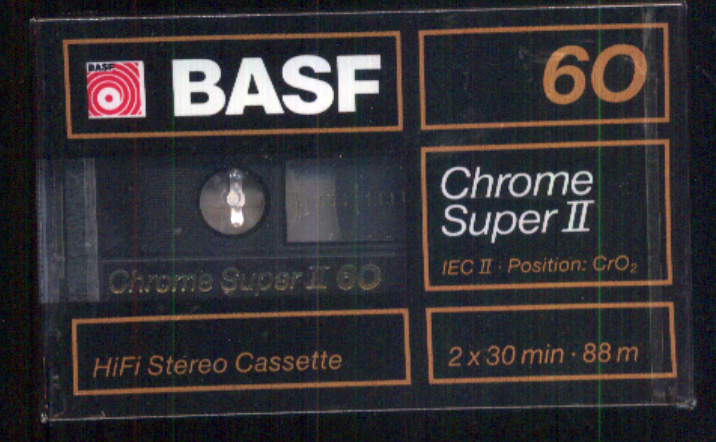 BASF
BASF
60
Chrome
Super II
IEC II · Position: CrO₂
Chrome Super II 60
HiFi Stereo Cassette
2 x 30 min · 88 m